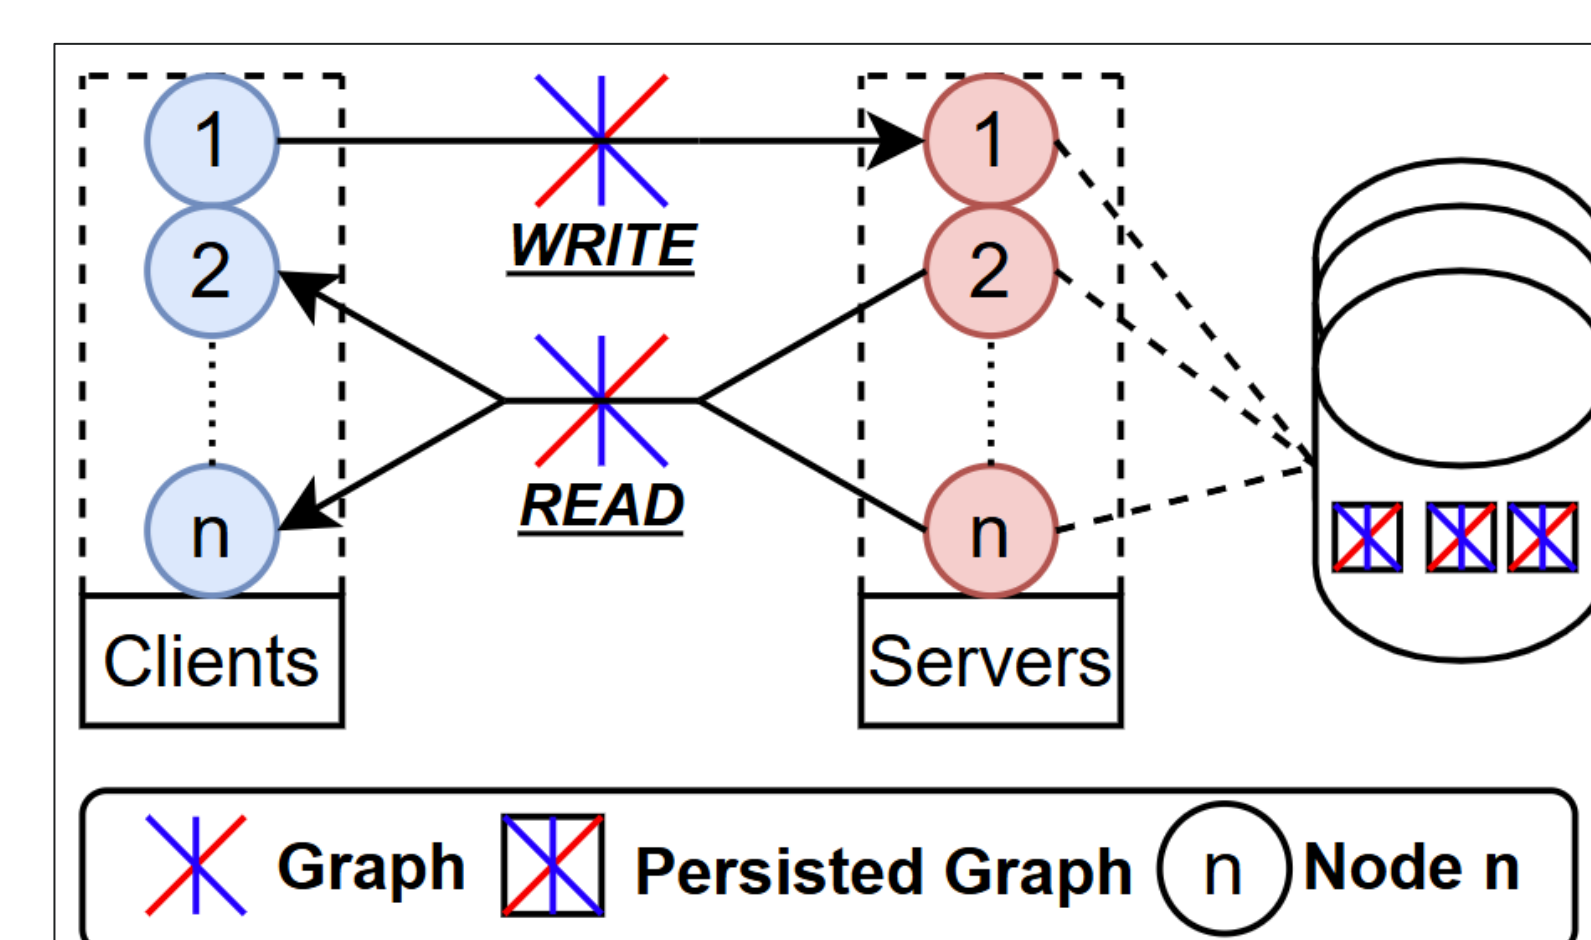 1
1
WRITE
2
2
READ
n
n
Clients
Servers
Graph
Persisted Graph
n
Node n